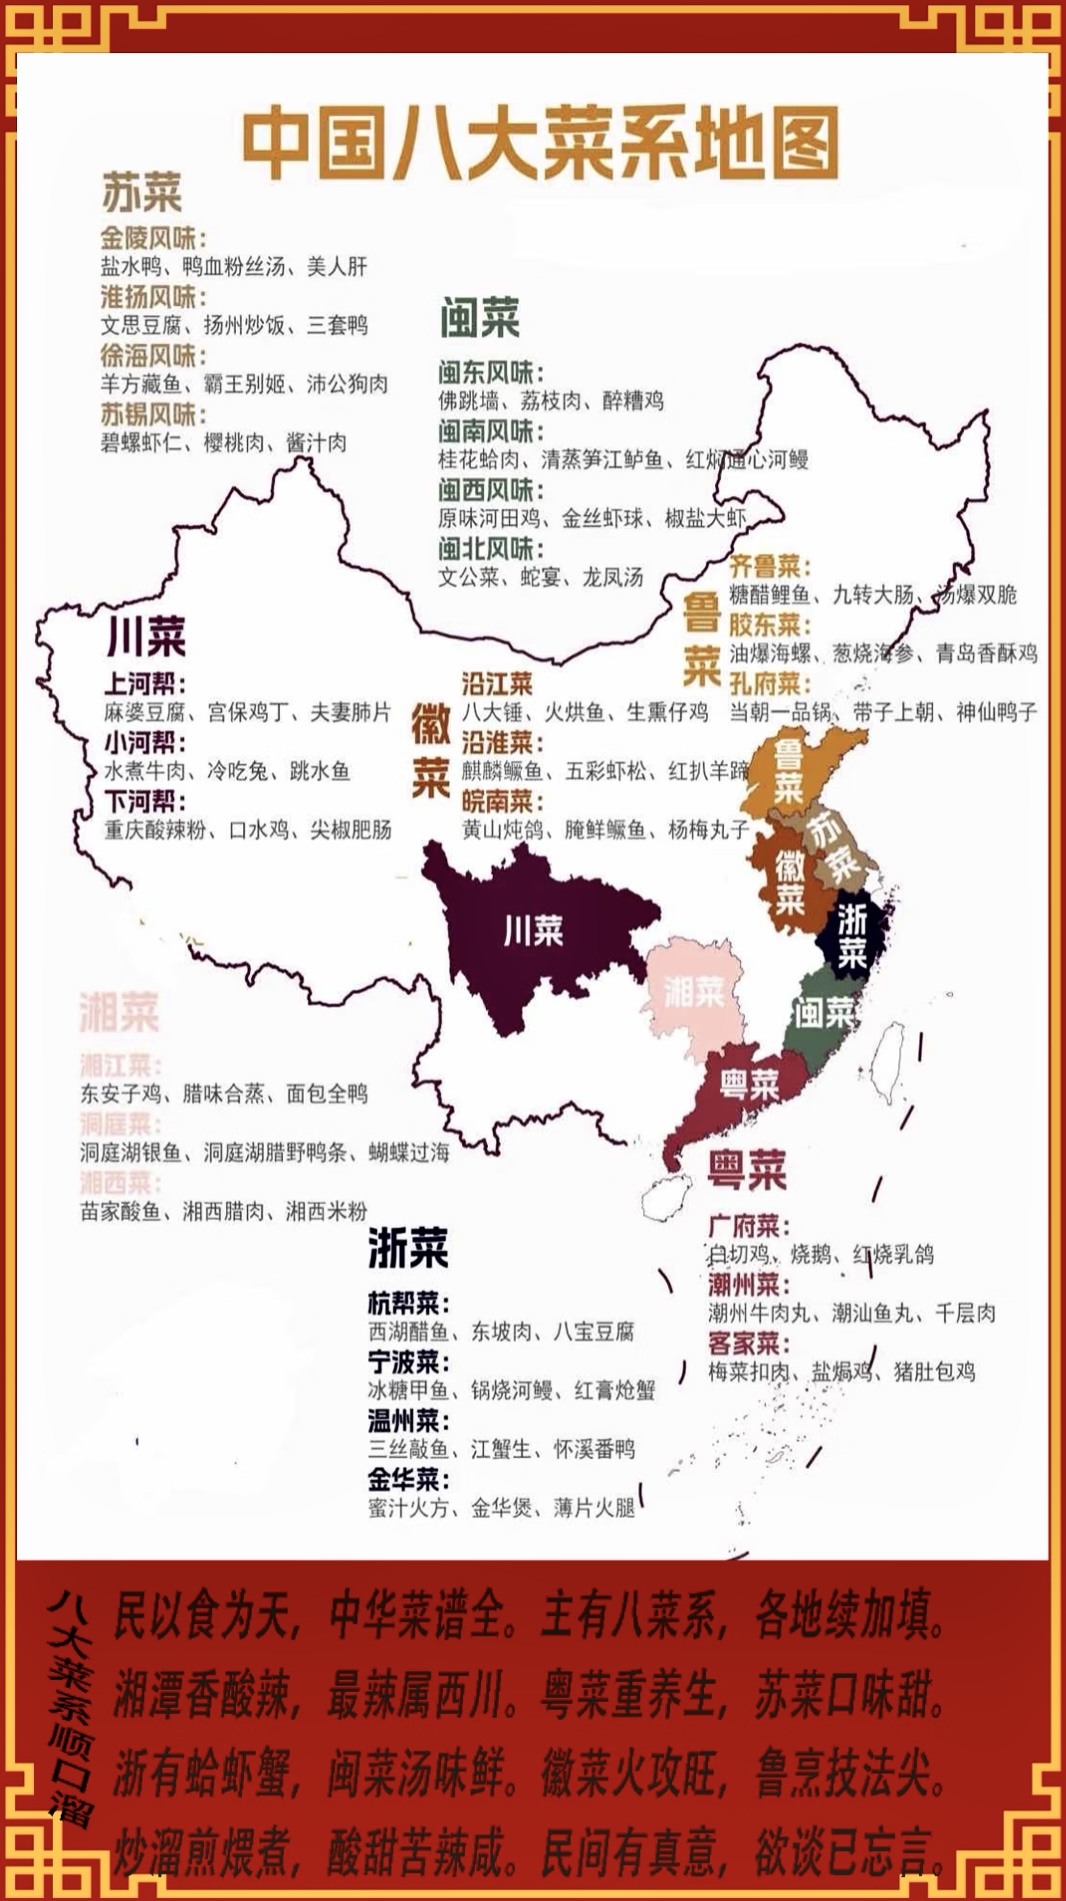 中国八大菜系地图
苏菜
金陵风味：
盐水鸭、鸭血粉丝汤、美人肝
淮扬风味：
文思豆腐、扬州炒饭、三套鸭
徐海风味：
羊方藏鱼、霸王别姬、沛公狗肉
苏锡风味：
碧螺虾仁、樱桃肉、酱汁肉
闽菜
闽东风味：
佛跳墙、荔枝肉、醉糟鸡
闽南风味：
桂花蛤肉、清蒸笋江鲈鱼、红焖通心河鳗
闽西风味：
原味河田鸡、金丝虾球、椒盐大虾
闽北风味：
文公菜、蛇宴、龙凤汤
鲁菜
齐鲁菜：
糖醋鲤鱼、九转大肠、汤爆双脆
胶东菜：
油爆海螺、葱烧海参、青岛香酥鸡
孔府菜：
当朝一品锅、带子上朝、神仙鸭子
川菜
上河帮：
麻婆豆腐、宫保鸡丁、夫妻肺片
小河帮：
水煮牛肉、冷吃兔、跳水鱼
下河帮：
重庆酸辣粉、口水鸡、尖椒肥肠
徽菜
沿江菜
八大锤、火烘鱼、生熏仔鸡
沿淮菜：
麒麟鳜鱼、五彩虾松、红扒羊蹄
皖南菜：
黄山炖鸽、腌鲜鳜鱼、杨梅丸子
鲁菜
苏菜
徽菜
浙菜
川菜
湘菜
闽菜
粤菜
湘菜
湘江菜：
东安子鸡、腊味合蒸、面包全鸭
洞庭菜：
洞庭湖银鱼、洞庭湖腊野鸭条、蝴蝶过海
湘西菜：
苗家酸鱼、湘西腊肉、湘西米粉
粤菜
广府菜：
白切鸡、烧鹅、红烧乳鸽
潮州菜：
潮州牛肉丸、潮汕鱼丸、千层肉
客家菜：
梅菜扣肉、盐焗鸡、猪肚包鸡
浙菜
杭帮菜：
西湖醋鱼、东坡肉、八宝豆腐
宁波菜：
冰糖甲鱼、锅烧河鳗、红膏炝蟹
温州菜：
三丝敲鱼、江蟹生、怀溪番鸭
金华菜：
蜜汁火方、金华煲、薄片火腿
八大菜系顺口溜
民以食为天，中华菜谱全。主有八菜系，各地续加填。
湘潭香酸辣，最辣属西川。粤菜重养生，苏菜口味甜。
浙有蛤虾蟹，闽菜汤味鲜。徽菜火攻旺，鲁烹技法尖。
炒溜煎煨煮，酸甜苦辣咸。民间有真意，欲谈已忘言。